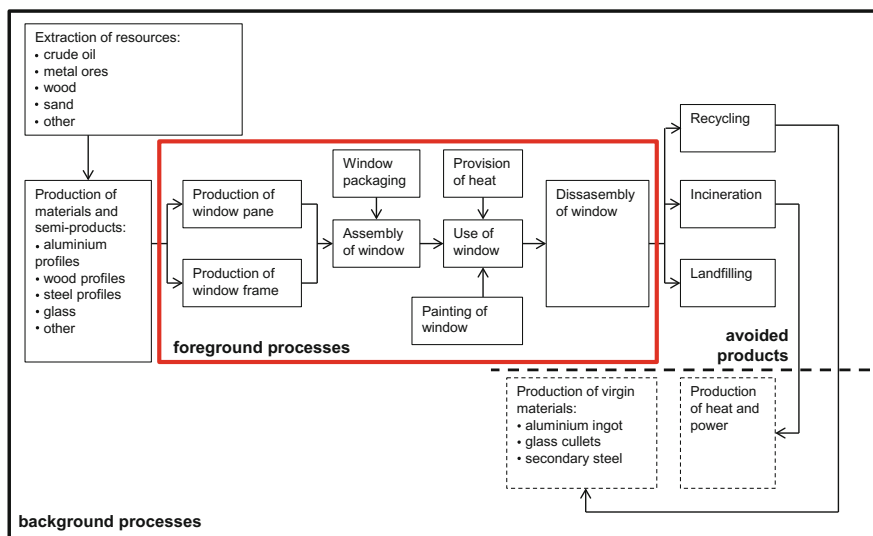 Extraction of resources:
• crude oil
• metal ores
• wood
• sand
• other
Production of
materials and
semi-products:
• aluminium
profiles
• wood profiles
• steel profiles
• glass
• other
Production of
window pane
Production of
window frame
Window
packaging
Assembly
of window
Provision
of heat
Use of
window
Painting of
window
Dissasembly
of window
foreground processes
Recycling
Incineration
Landfilling
avoided
products
Production of virgin
materials:
• aluminium ingot
• glass cullets
• secondary steel
Production
of heat and
power
background processes